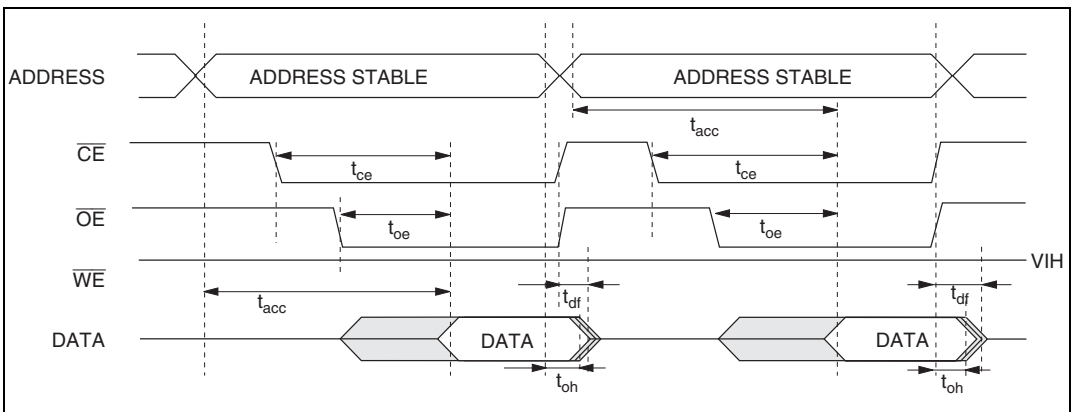 ADDRESS ADDRESS STABLE ADDRESS STABLE
tacc
CE tce tce
OE toe toe
WE VIH
tacc tdf tdf
DATA DATA DATA
toh toh